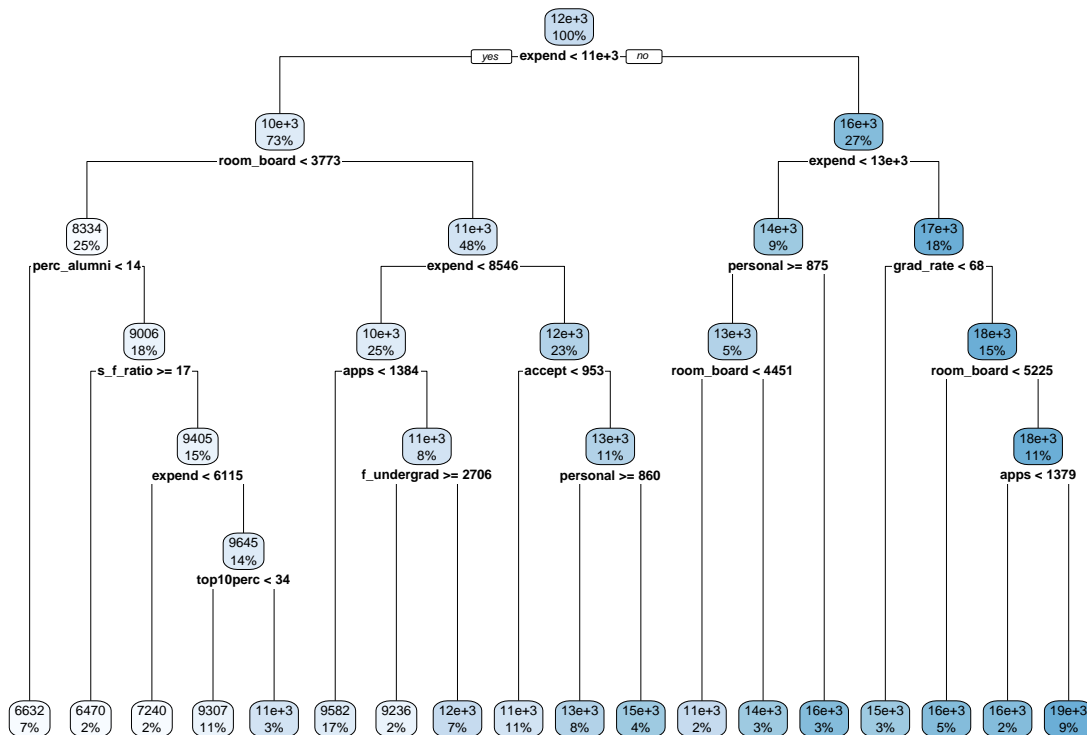 12e+3
100%
yes expend < 11e+3 no
10e+3 16e+3
73% 27%
room_board < 3773 expend < 13e+3
8334 11e+3 14e+3 17e+3
25% 48% 9% 18%
perc_alumni < 14 expend < 8546 personal >= 875 grad_rate < 68
9006 10e+3 12e+3 13e+3 18e+3
18% 25% 23% 5% 15%
s_f_ratio >= 17 apps < 1384 accept < 953 room_board < 4451 room_board < 5225
9405 11e+3 13e+3 18e+3
15% 8% 11% 11%
expend < 6115 f_undergrad >= 2706 personal >= 860 apps < 1379
9645
14%
top10perc < 34
6632 6470 7240 9307 11e+3 9582 9236 12e+3 11e+3 13e+3 15e+3 11e+3 14e+3 16e+3 15e+3 16e+3 16e+3 19e+3
7% 2% 2% 11% 3% 17% 2% 7% 11% 8% 4% 2% 3% 3% 3% 5% 2% 9%